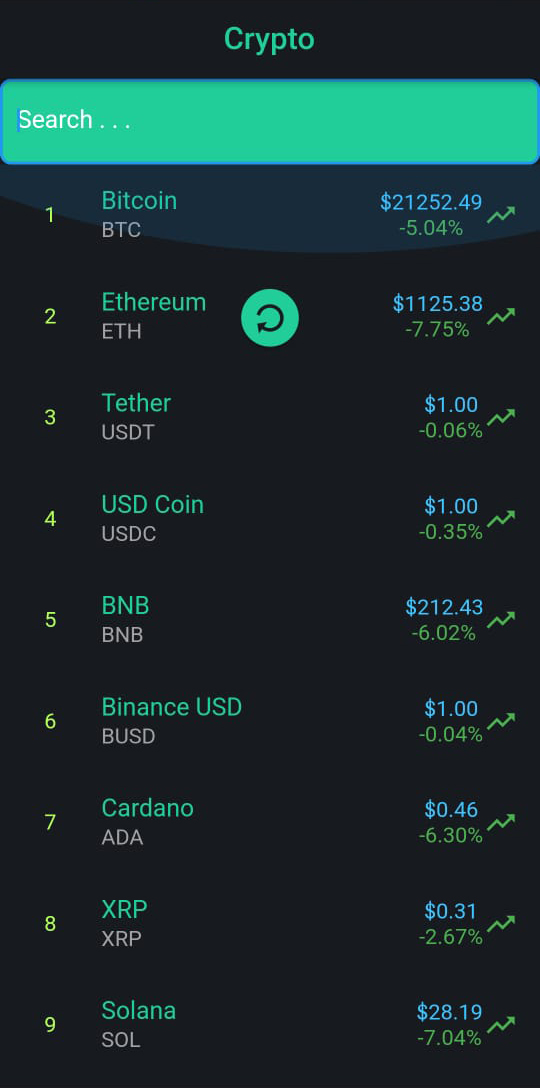 Crypto
Search . . .
1
Bitcoin
BTC
$21252.49
-5.04%
2
Ethereum
ETH
$1125.38
-7.75%
3
Tether
USDT
$1.00
-0.06%
4
USD Coin
USDC
$1.00
-0.35%
5
BNB
BNB
$212.43
-6.02%
6
Binance USD
BUSD
$1.00
-0.04%
7
Cardano
ADA
$0.46
-6.30%
8
XRP
XRP
$0.31
-2.67%
9
Solana
SOL
$28.19
-7.04%